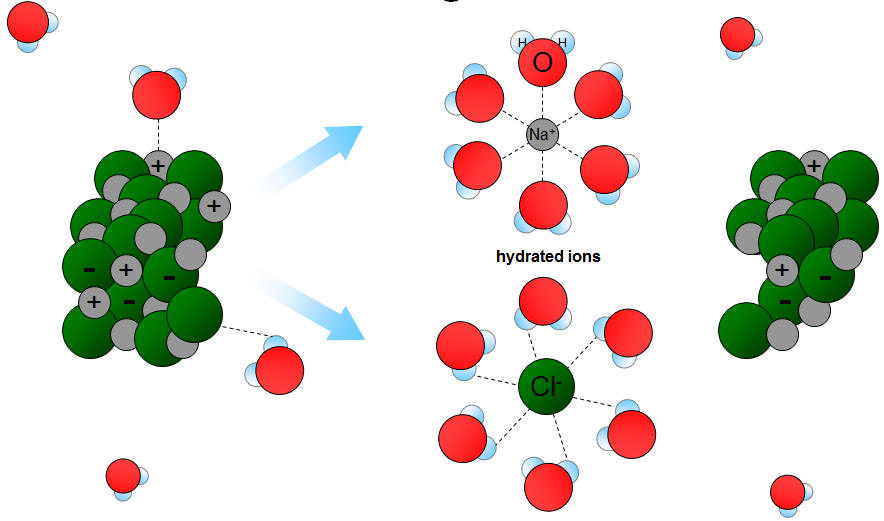 H H
O
Na⁺
+
+
+
- + -
+ -
hydrated ions
Cl⁻
+
+ -
-